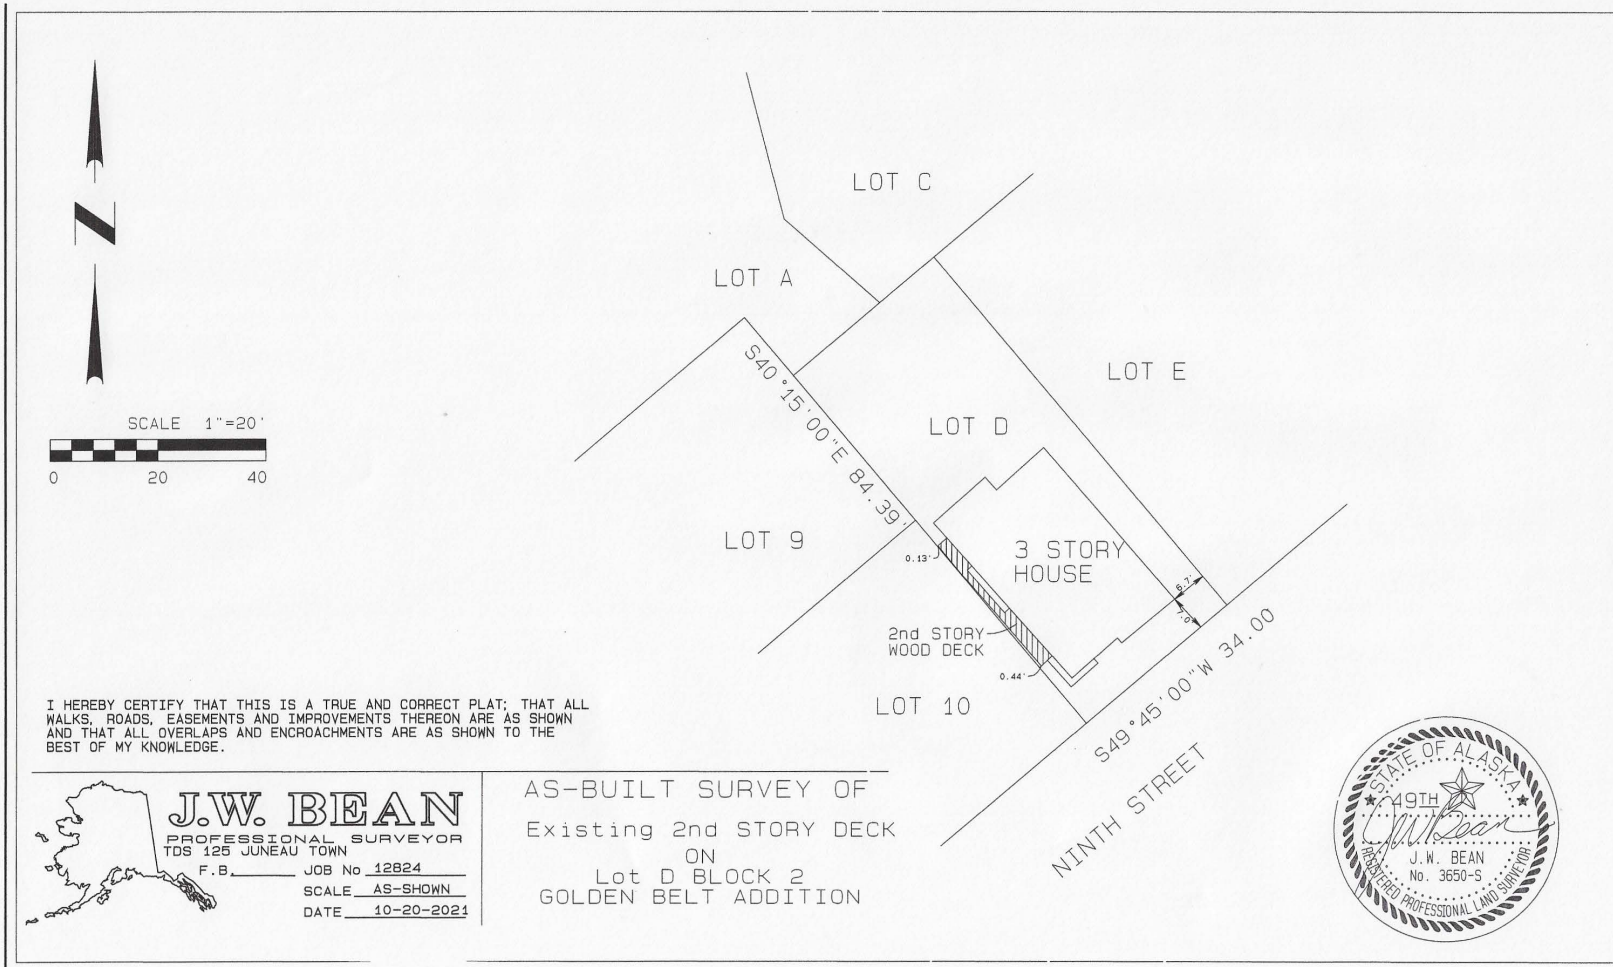 LOT C
LOT A
LOT E
LOT D
S40°15'00"E 84.39'
LOT 9
3 STORY
HOUSE
0.13'
6.7'
7.0'
2nd STORY
WOOD DECK
0.44'
LOT 10
S49°45'00"W 34.00
NINTH STREET
N
SCALE 1"=20'
0 20 40
I HEREBY CERTIFY THAT THIS IS A TRUE AND CORRECT PLAT; THAT ALL
WALKS, ROADS, EASEMENTS AND IMPROVEMENTS THEREON ARE AS SHOWN
AND THAT ALL OVERLAPS AND ENCROACHMENTS ARE AS SHOWN TO THE
BEST OF MY KNOWLEDGE.
J.W. BEAN
PROFESSIONAL SURVEYOR
TDS 125 JUNEAU TOWN
F.B.
JOB No 12824
SCALE AS-SHOWN
DATE 10-20-2021
AS-BUILT SURVEY OF
Existing 2nd STORY DECK
ON
Lot D BLOCK 2
GOLDEN BELT ADDITION
STATE OF ALASKA
49TH
JW Bean
J.W. BEAN
No. 3650-S
REGISTERED PROFESSIONAL LAND SURVEYOR